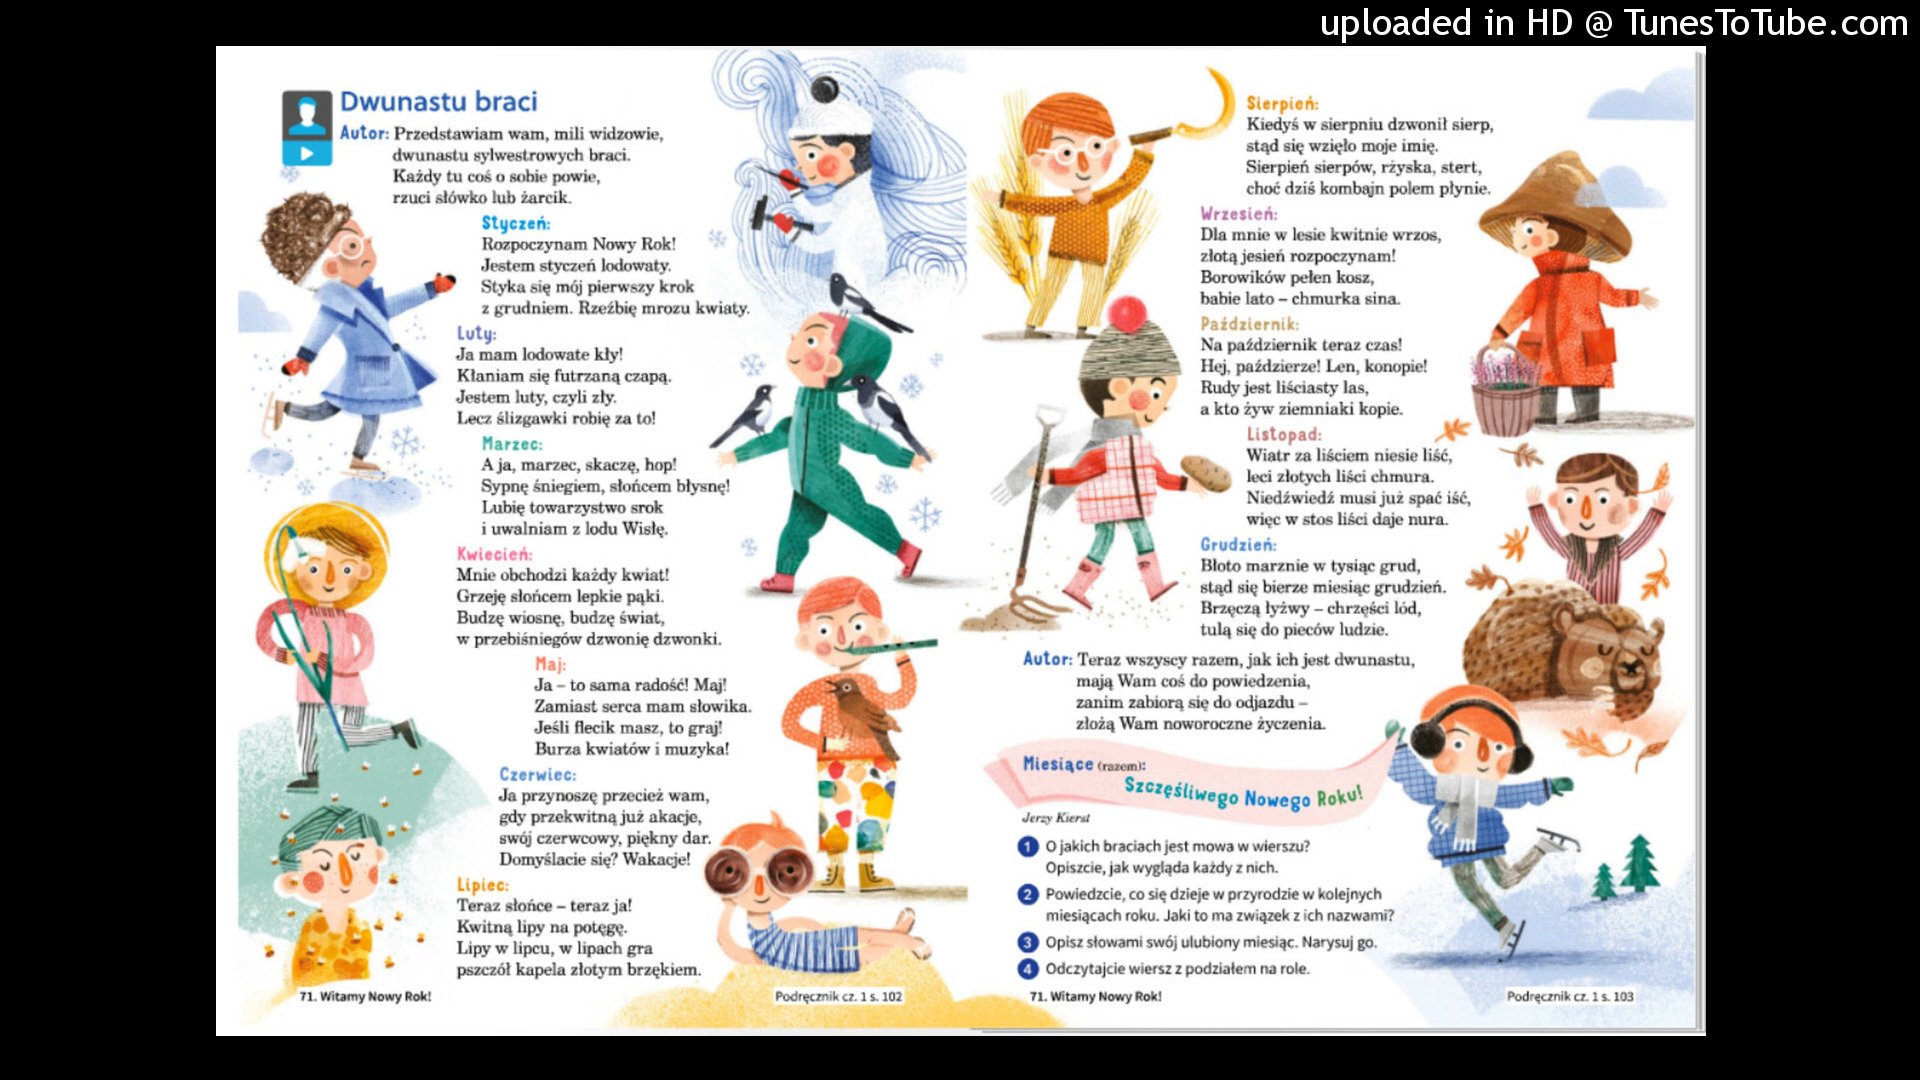 uploaded in HD @ TunesToTube.com
Dwunastu braci
Autor: Przedstawiam wam, mili widzowie,
dwunastu sylwestrowych braci.
Każdy tu coś o sobie powie,
rzuci słówko lub żarcik.
Styczeń:
Rozpoczynam Nowy Rok!
Jestem styczeń lodowaty.
Styka się mój pierwszy krok
z grudniem. Rzeźbię mrozu kwiaty.
Luty:
Ja mam lodowate kły!
Kłaniam się futrzaną czapą.
Jestem luty, czyli zły.
Lecz ślizgawki robię za to!
Marzec:
A ja, marzec, skaczę, hop!
Sypnę śniegiem, słońcem błysnę!
Lubię towarzystwo srok
i uwalniam z lodu Wisłę.
Kwiecień:
Mnie obchodzi każdy kwiat!
Grzeję słońcem lepkie pąki.
Budzę wiosnę, budzę świat,
w przebiśniegów dzwonię dzwonki.
Maj:
Ja – to sama radość! Maj!
Zamiast serca mam słowika.
Jeśli flecik masz, to graj!
Burza kwiatów i muzyka!
Czerwiec:
Ja przynoszę przecież wam,
gdy przekwitną już akacje,
swój czerwcowy, piękny dar.
Domyślacie się? Wakacje!
Lipiec:
Teraz słońce – teraz ja!
Kwitną lipy na potęgę.
Lipy w lipcu, w lipach gra
pszczół kapela złotym brzękiem.
71. Witamy Nowy Rok!
Podręcznik cz. 1 s. 102
Sierpień:
Kiedyś w sierpniu dzwonił sierp,
stąd się wzięło moje imię.
Sierpień sierpów, rżyska, stert,
choć dziś kombajn polem płynie.
Wrzesień:
Dla mnie w lesie kwitnie wrzos,
złotą jesień rozpoczynam!
Borowików pełen kosz,
babie lato – chmurka sina.
Październik:
Na październik teraz czas!
Hej, paździerze! Len, konopie!
Rudy jest liściasty las,
a kto żyw ziemniaki kopie.
Listopad:
Wiatr za liściem niesie liść,
leci złotych liści chmura.
Niedźwiedź musi już spać iść,
więc w stos liści daje nura.
Grudzień:
Błoto marznie w tysiąc grud,
stąd się bierze miesiąc grudzień.
Brzęczą łyżwy – chrzęści lód,
tulą się do pieców ludzie.
Autor: Teraz wszyscy razem, jak ich jest dwunastu,
mają Wam coś do powiedzenia,
zanim zabiorą się do odjazdu –
złożą Wam noworoczne życzenia.
Miesiące (razem):
Szczęśliwego Nowego Roku!
Jerzy Kierst
1 O jakich braciach jest mowa w wierszu?
Opiszcie, jak wygląda każdy z nich.
2 Powiedzcie, co się dzieje w przyrodzie w kolejnych
miesiącach roku. Jaki to ma związek z ich nazwami?
3 Opisz słowami swój ulubiony miesiąc. Narysuj go.
4 Odczytajcie wiersz z podziałem na role.
71. Witamy Nowy Rok!
Podręcznik cz. 1 s. 103